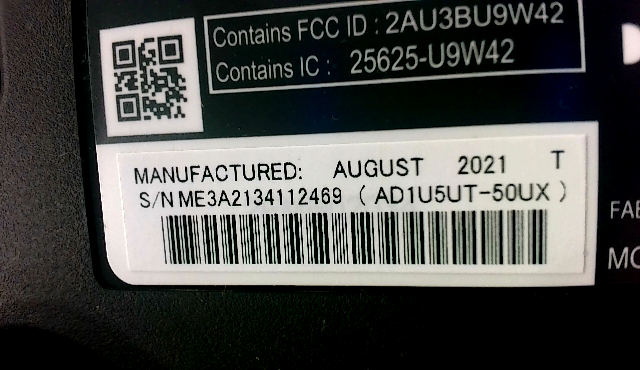 Contains FCC ID : 2AU3BU9W42
Contains IC : 25625-U9W42
MANUFACTURED: AUGUST 2021 T
S/N ME3A2134112469 ( AD1U5UT-50UX )